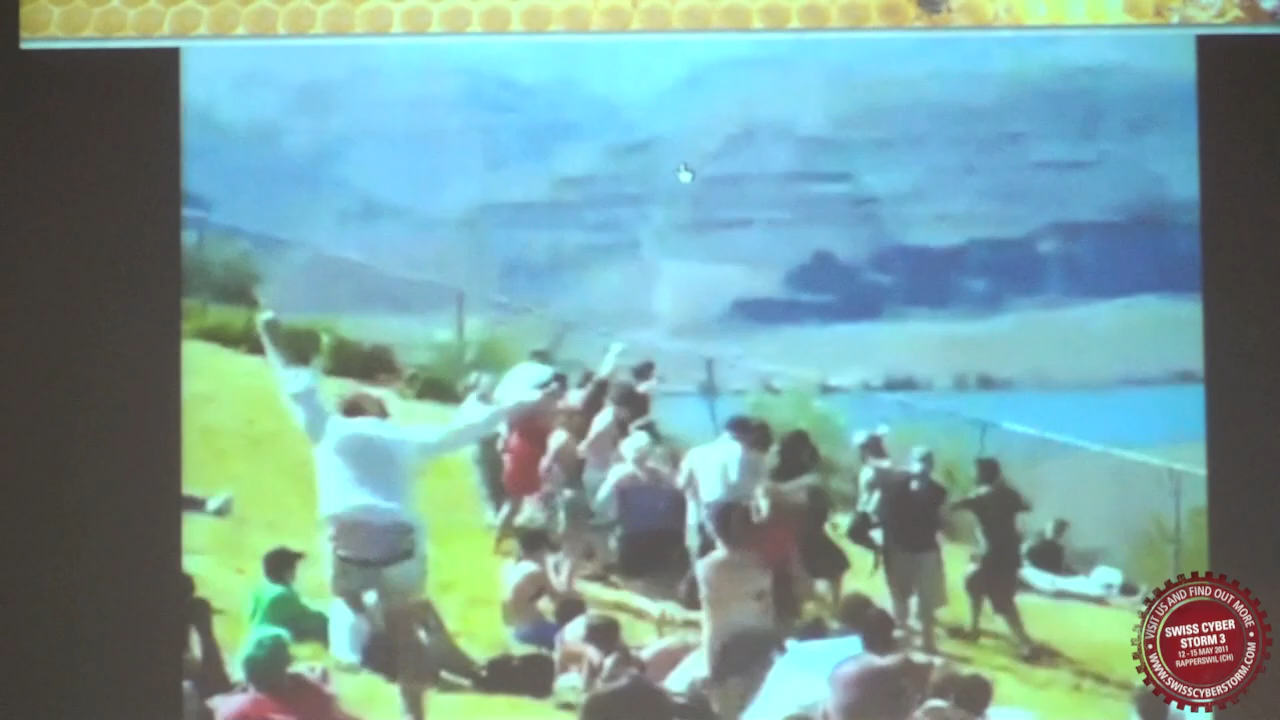 VISIT US AND FIND OUT MORE
SWISS CYBER
STORM 3
12 - 15 MAY 2011
RAPPERSWIL (CH)
WWW.SWISSCYBERSTORM.COM